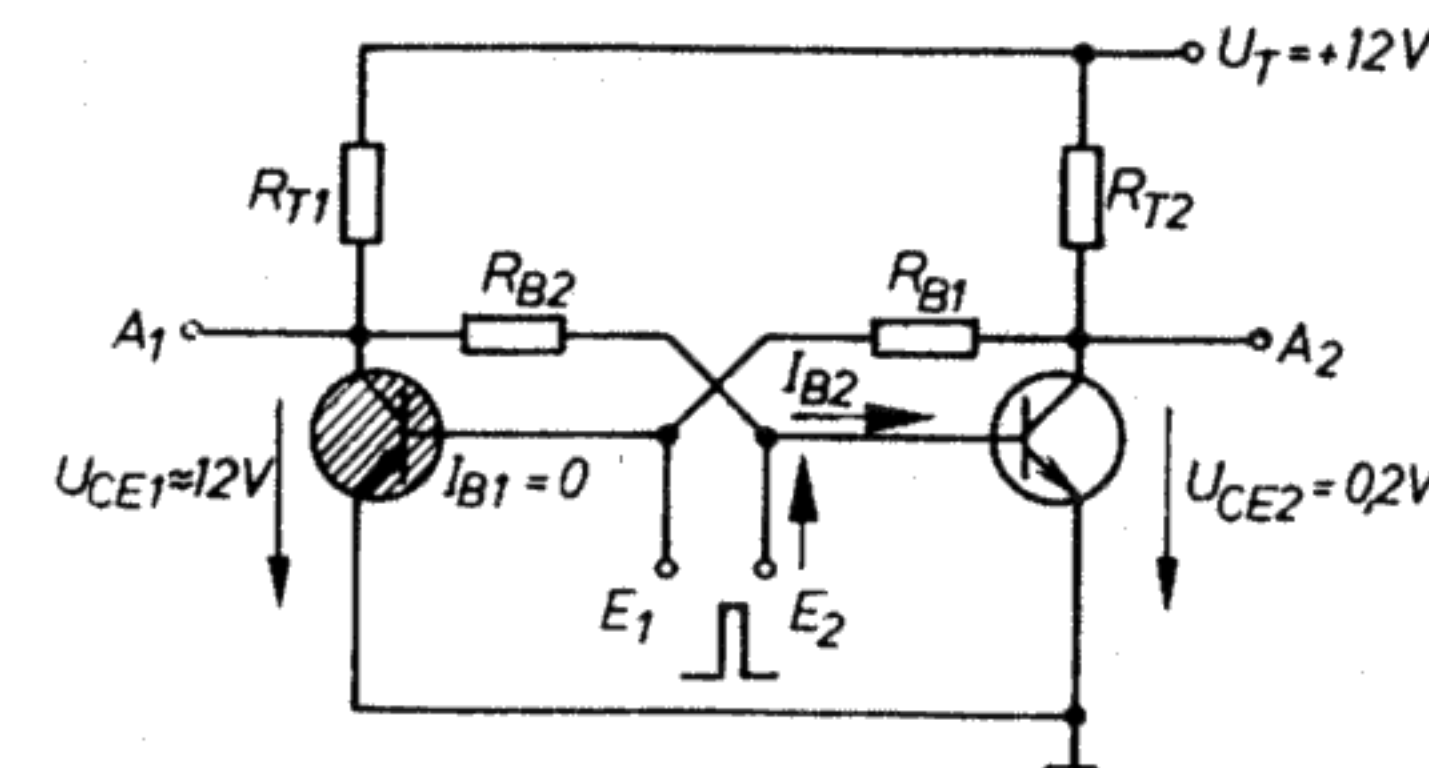 U_T = +12V
R_T1
R_T2
R_B2
R_B1
A_1
A_2
I_B2
U_CE1 ≈ 12V
I_B1 = 0
U_CE2 = 0,2V
E_1
E_2